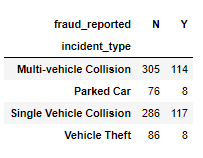 fraud_reported N Y
incident_type
Multi-vehicle Collision 305 114
Parked Car 76 8
Single Vehicle Collision 286 117
Vehicle Theft 86 8